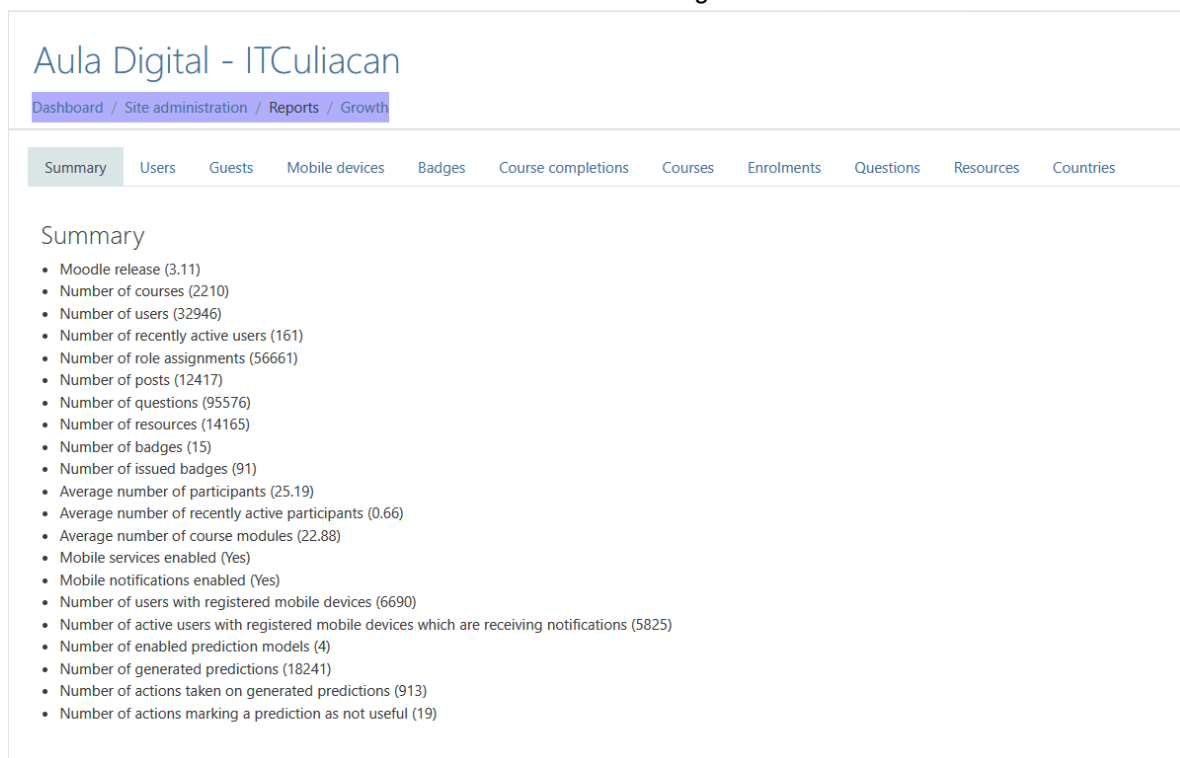 Aula Digital - ITCuliacan
Dashboard / Site administration / Reports / Growth
Summary Users Guests Mobile devices Badges Course completions Courses Enrolments Questions Resources Countries
Summary
• Moodle release (3.11)
• Number of courses (2210)
• Number of users (32946)
• Number of recently active users (161)
• Number of role assignments (56661)
• Number of posts (12417)
• Number of questions (95576)
• Number of resources (14165)
• Number of badges (15)
• Number of issued badges (91)
• Average number of participants (25.19)
• Average number of recently active participants (0.66)
• Average number of course modules (22.88)
• Mobile services enabled (Yes)
• Mobile notifications enabled (Yes)
• Number of users with registered mobile devices (6690)
• Number of active users with registered mobile devices which are receiving notifications (5825)
• Number of enabled prediction models (4)
• Number of generated predictions (18241)
• Number of actions taken on generated predictions (913)
• Number of actions marking a prediction as not useful (19)